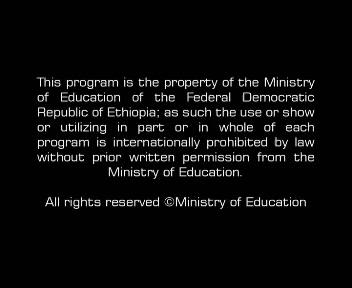 This program is the property of the Ministry
of Education of the Federal Democratic
Republic of Ethiopia; as such the use or show
or utilizing in part or in whole of each
program is internationally prohibited by law
without prior written permission from the
Ministry of Education.
All rights reserved ©Ministry of Education